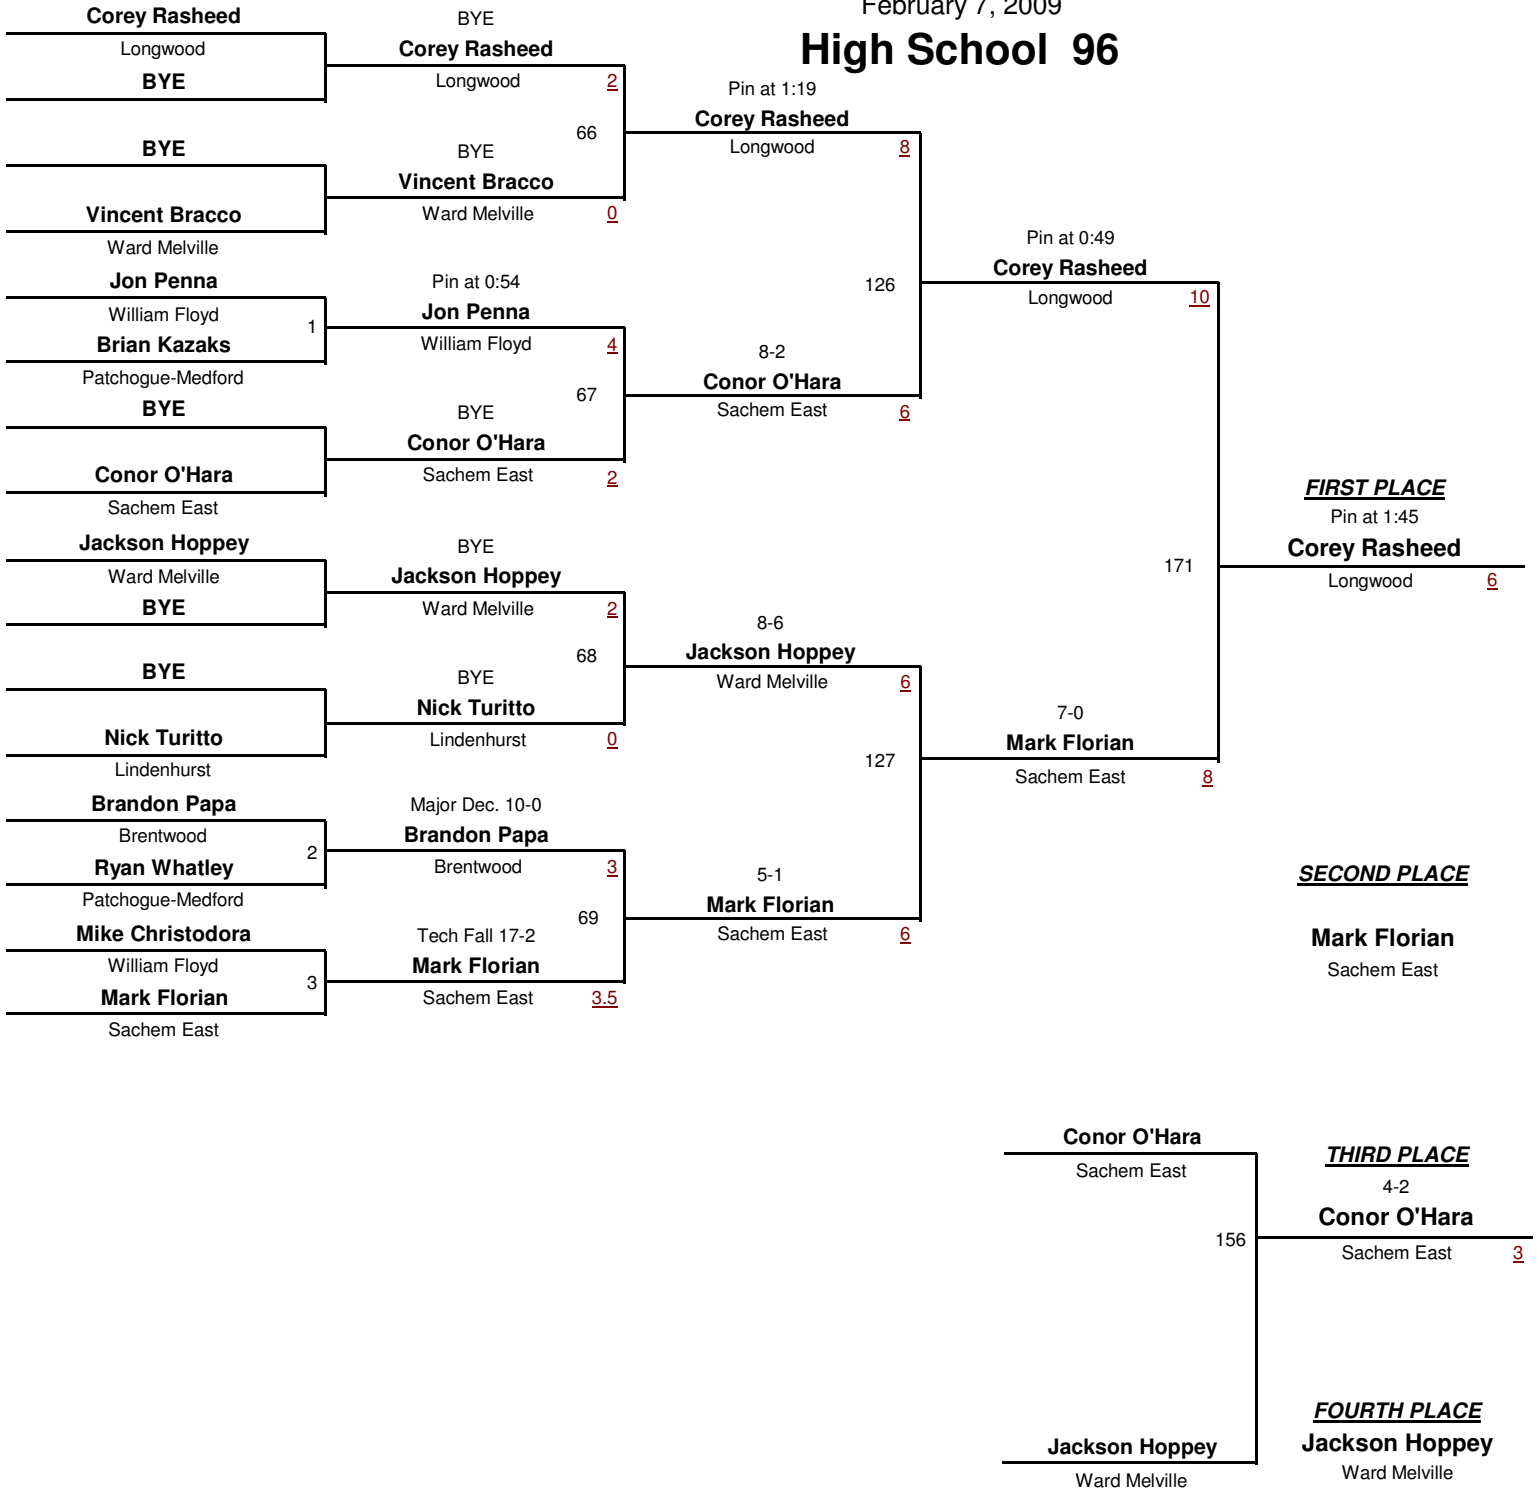 February 7, 2009
High School 96
Corey Rasheed
Longwood
BYE
BYE
Vincent Bracco
Ward Melville
Jon Penna
William Floyd
1
Brian Kazaks
Patchogue-Medford
BYE
Conor O'Hara
Sachem East
Jackson Hoppey
Ward Melville
BYE
BYE
Nick Turitto
Lindenhurst
Brandon Papa
Brentwood
2
Ryan Whatley
Patchogue-Medford
Mike Christodora
William Floyd
3
Mark Florian
Sachem East
BYE
Corey Rasheed
Longwood 2
66
BYE
Vincent Bracco
Ward Melville 0
Pin at 0:54
Jon Penna
William Floyd 4
67
BYE
Conor O'Hara
Sachem East 2
BYE
Jackson Hoppey
Ward Melville 2
68
BYE
Nick Turitto
Lindenhurst 0
Major Dec. 10-0
Brandon Papa
Brentwood 3
69
Tech Fall 17-2
Mark Florian
Sachem East 3.5
Pin at 1:19
Corey Rasheed
Longwood 8
126
8-2
Conor O'Hara
Sachem East 6
8-6
Jackson Hoppey
Ward Melville 6
127
5-1
Mark Florian
Sachem East 6
Pin at 0:49
Corey Rasheed
Longwood 10
171
7-0
Mark Florian
Sachem East 8
FIRST PLACE
Pin at 1:45
Corey Rasheed
Longwood 6
SECOND PLACE
Mark Florian
Sachem East
Conor O'Hara
Sachem East
156
Jackson Hoppey
Ward Melville
THIRD PLACE
4-2
Conor O'Hara
Sachem East 3
FOURTH PLACE
Jackson Hoppey
Ward Melville